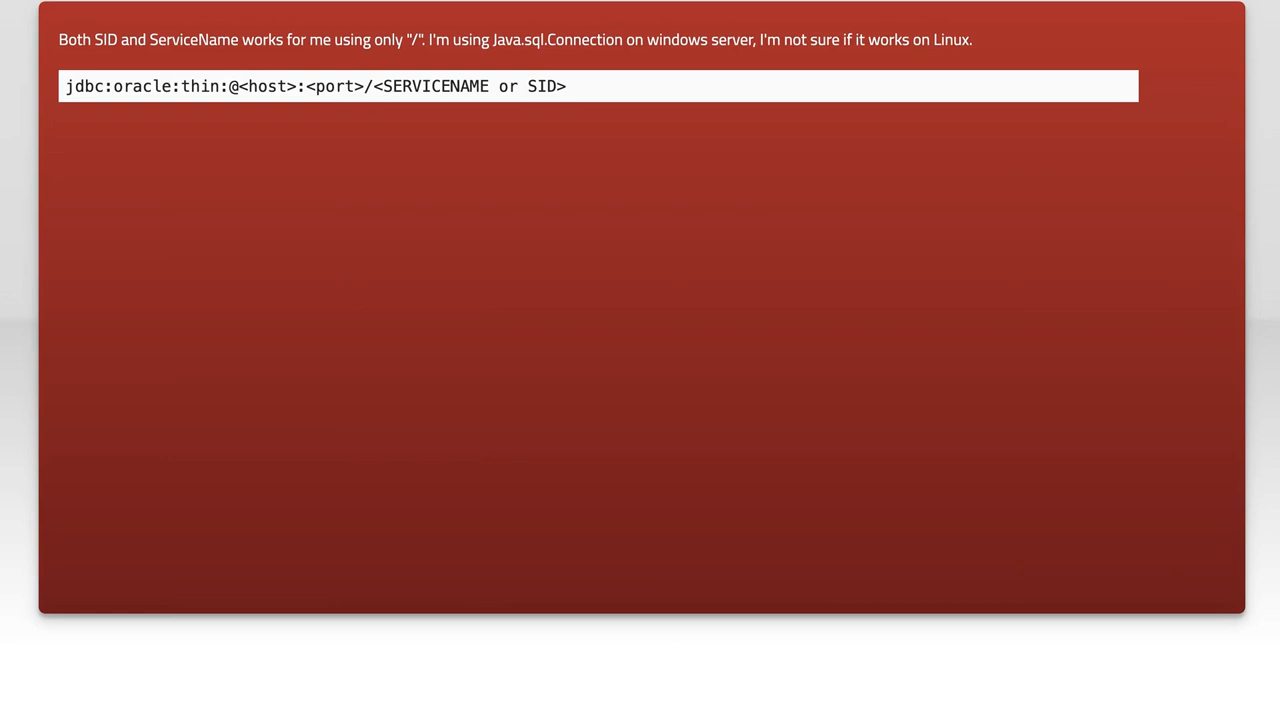 Both SID and ServiceName works for me using only "/". I'm using Java.sql.Connection on windows server, I'm not sure if it works on Linux.
jdbc:oracle:thin:@<host>:<port>/<SERVICENAME or SID>